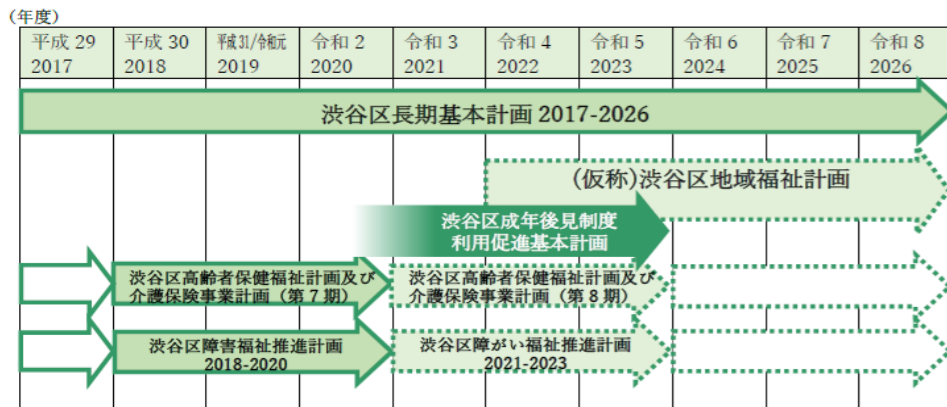 （年度）
平成 29 平成 30 平成31/令和元 令和 2 令和 3 令和 4 令和 5 令和 6 令和 7 令和 8
2017 2018 2019 2020 2021 2022 2023 2024 2025 2026
渋谷区長期基本計画 2017-2026
(仮称)渋谷区地域福祉計画
渋谷区成年後見制度
利用促進基本計画
渋谷区高齢者保健福祉計画及び
介護保険事業計画（第７期）
渋谷区高齢者保健福祉計画及び
介護保険事業計画（第８期）
渋谷区障害福祉推進計画
2018-2020
渋谷区障がい福祉推進計画
2021-2023